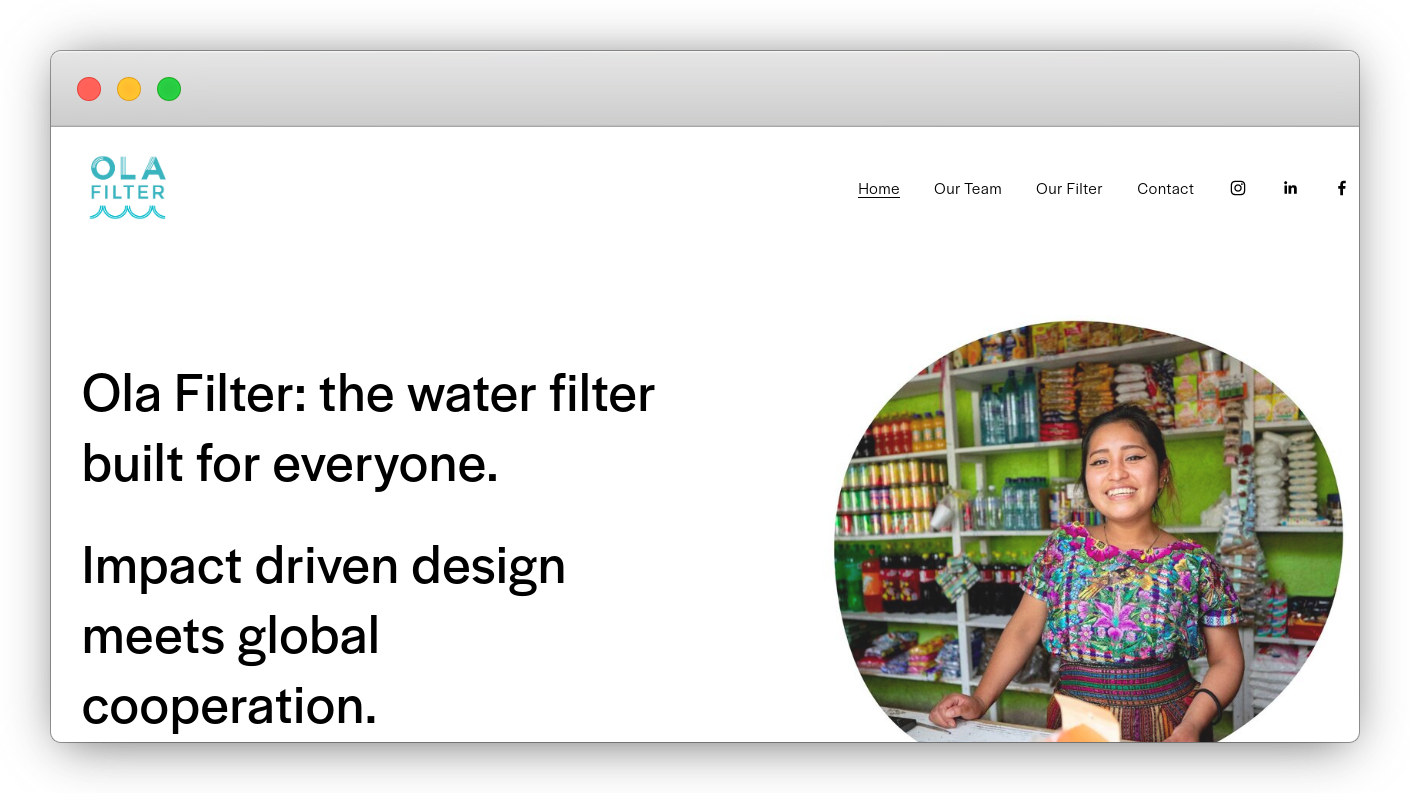 OLA
FILTER
Home Our Team Our Filter Contact
Ola Filter: the water filter
built for everyone.
Impact driven design
meets global
cooperation.